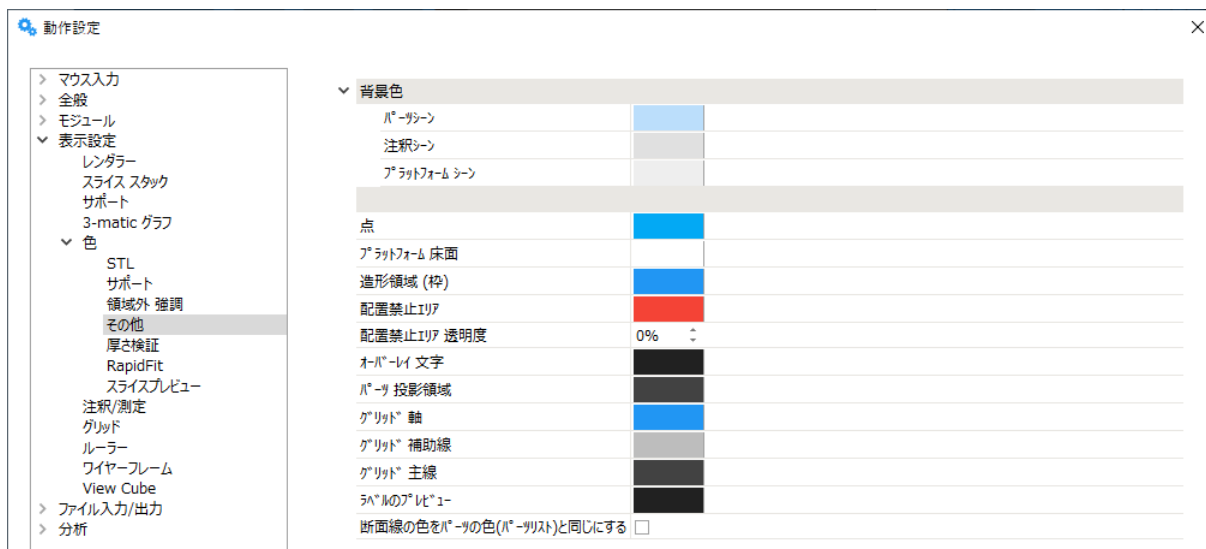 動作設定
マウス入力
全般
モジュール
表示設定
レンダラー
スライス スタック
サポート
3-matic グラフ
色
STL
サポート
領域外 強調
その他
厚さ検証
RapidFit
スライスプレビュー
注釈/測定
グリッド
ルーラー
ワイヤーフレーム
View Cube
ファイル入力/出力
分析
背景色
ﾊﾟｰﾂｼｰﾝ
注釈ｼｰﾝ
ﾌﾟﾗｯﾄﾌｫｰﾑ ｼｰﾝ
点
ﾌﾟﾗｯﾄﾌｫｰﾑ 床面
造形領域 (枠)
配置禁止ｴﾘｱ
配置禁止ｴﾘｱ 透明度 0%
ｵｰﾊﾞｰﾚｲ 文字
ﾊﾟｰﾂ 投影領域
ｸﾞﾘｯﾄﾞ 軸
ｸﾞﾘｯﾄﾞ 補助線
ｸﾞﾘｯﾄﾞ 主線
ﾗﾍﾞﾙのﾌﾟﾚﾋﾞｭｰ
断面線の色をﾊﾟｰﾂの色(ﾊﾟｰﾂﾘｽﾄ)と同じにする